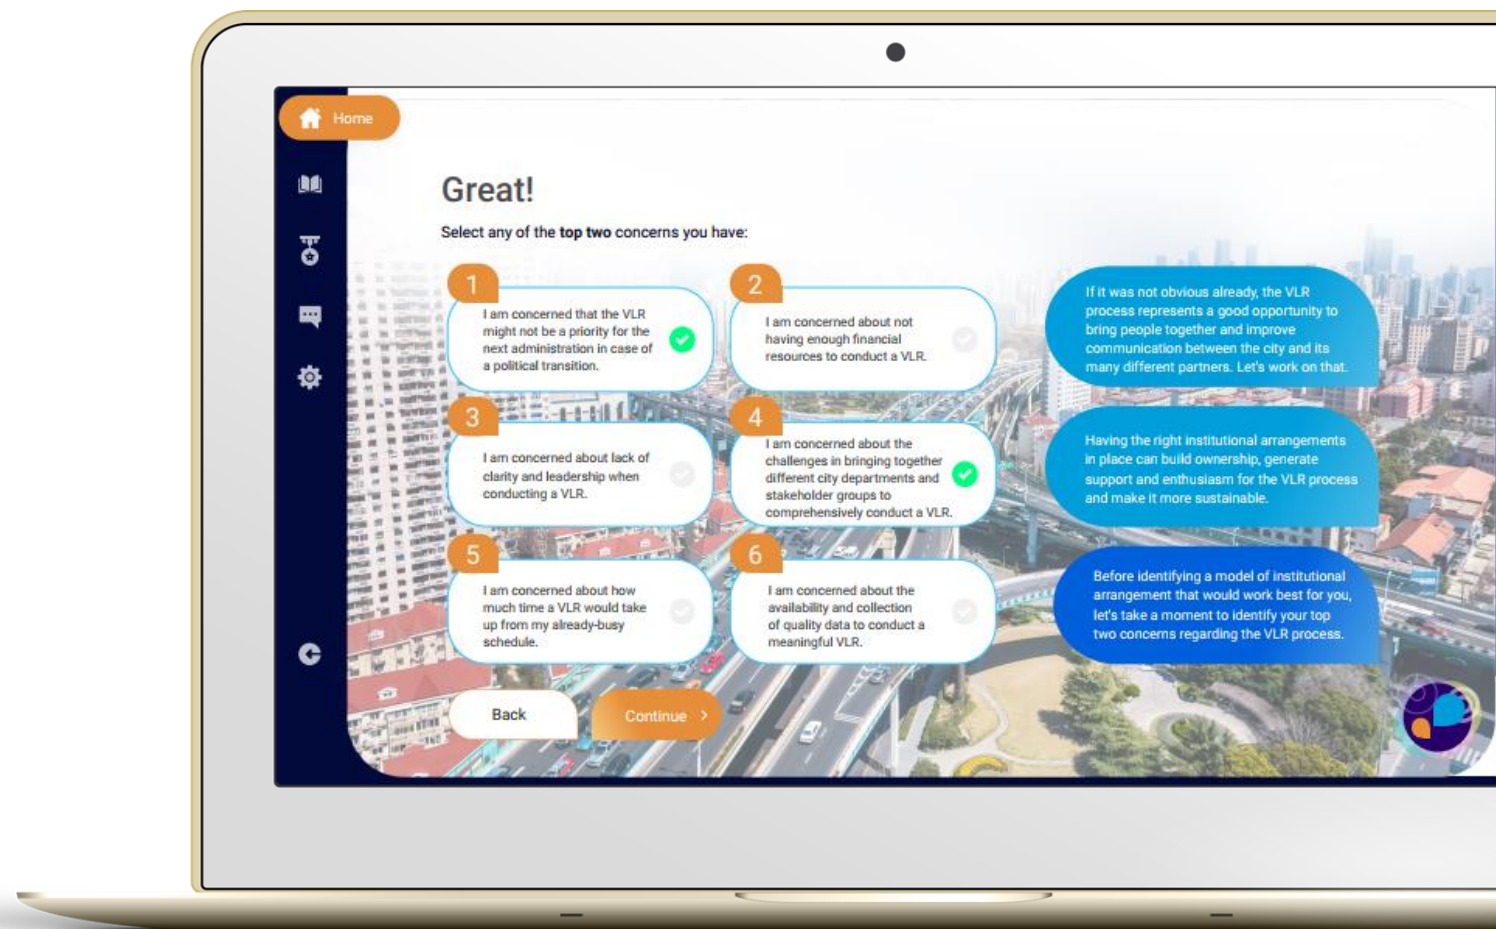 Home
Great!
Select any of the top two concerns you have:
1
I am concerned that the VLR
might not be a priority for the
next administration in case of
a political transition.
2
I am concerned about not
having enough financial
resources to conduct a VLR.
3
I am concerned about lack of
clarity and leadership when
conducting a VLR.
4
I am concerned about the
challenges in bringing together
different city departments and
stakeholder groups to
comprehensively conduct a VLR.
5
I am concerned about how
much time a VLR would take
up from my already-busy
schedule.
6
I am concerned about the
availability and collection
of quality data to conduct a
meaningful VLR.
If it was not obvious already, the VLR
process represents a good opportunity to
bring people together and improve
communication between the city and its
many different partners. Let's work on that.
Having the right institutional arrangements
in place can build ownership, generate
support and enthusiasm for the VLR process
and make it more sustainable.
Before identifying a model of institutional
arrangement that would work best for you,
let's take a moment to identify your top
two concerns regarding the VLR process.
Back
Continue >